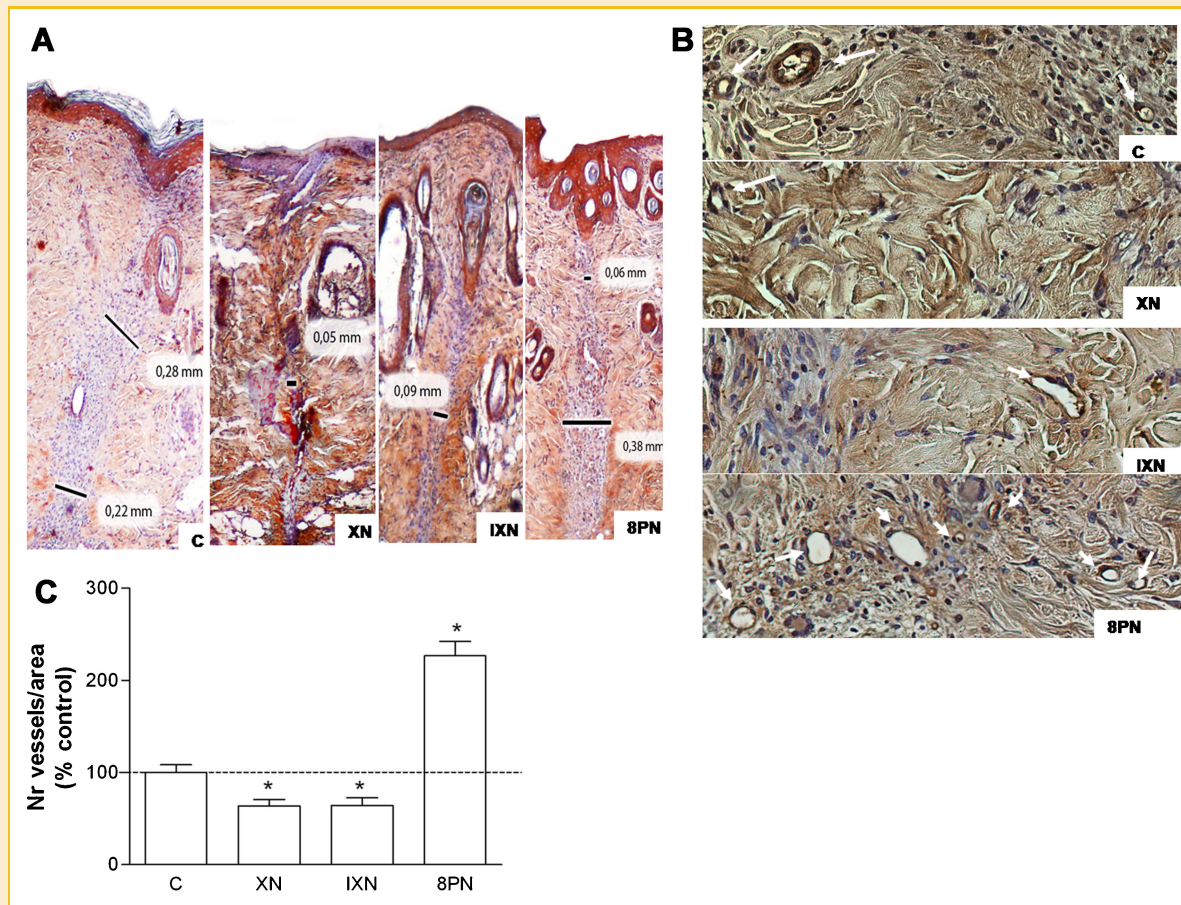 A
0,28 mm
0,22 mm
C
0,05 mm
XN
0,09 mm
IXN
0,06 mm
0,38 mm
8PN
B
C
XN
IXN
8PN
C
Nr vessels/area
(% control)
300
200
100
0
*
*
*
C XN IXN 8PN